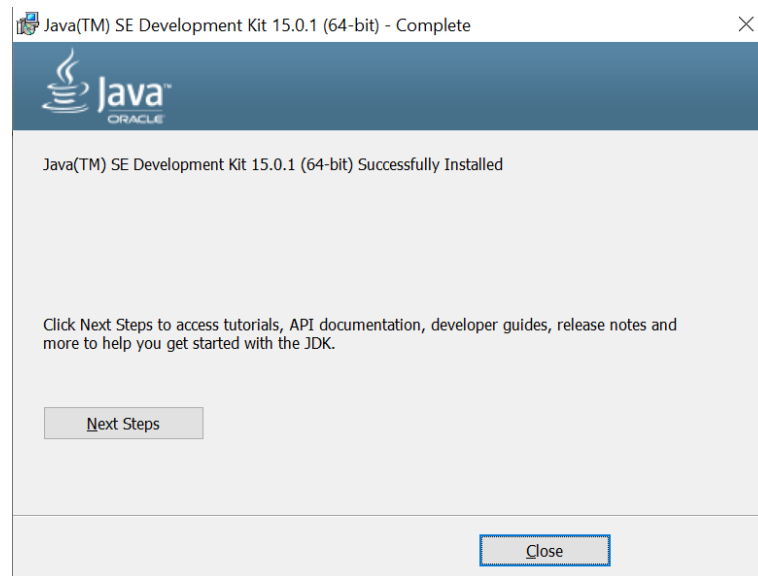 Java(TM) SE Development Kit 15.0.1 (64-bit) - Complete
Java™
ORACLE
Java(TM) SE Development Kit 15.0.1 (64-bit) Successfully Installed
Click Next Steps to access tutorials, API documentation, developer guides, release notes and
more to help you get started with the JDK.
Next Steps
Close